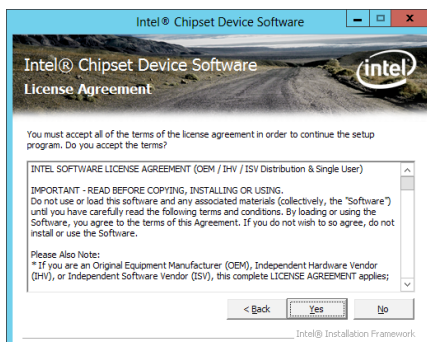 Intel® Chipset Device Software
Intel® Chipset Device Software
intel
License Agreement
You must accept all of the terms of the license agreement in order to continue the setup
program. Do you accept the terms?
INTEL SOFTWARE LICENSE AGREEMENT (OEM / IHV / ISV Distribution & Single User)
IMPORTANT - READ BEFORE COPYING, INSTALLING OR USING.
Do not use or load this software and any associated materials (collectively, the "Software")
until you have carefully read the following terms and conditions. By loading or using the
Software, you agree to the terms of this Agreement. If you do not wish to so agree, do not
install or use the Software.
Please Also Note:
* If you are an Original Equipment Manufacturer (OEM), Independent Hardware Vendor
(IHV), or Independent Software Vendor (ISV), this complete LICENSE AGREEMENT applies;
< Back Yes No
Intel® Installation Framework